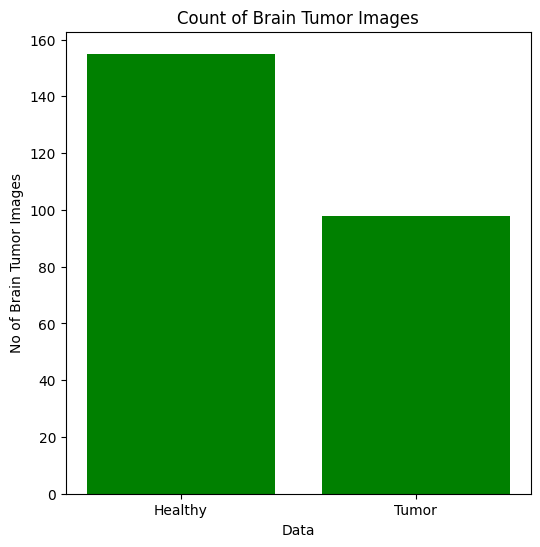 Count of Brain Tumor Images
160
140
120
100
80
60
40
20
0
No of Brain Tumor Images
Healthy Tumor
Data